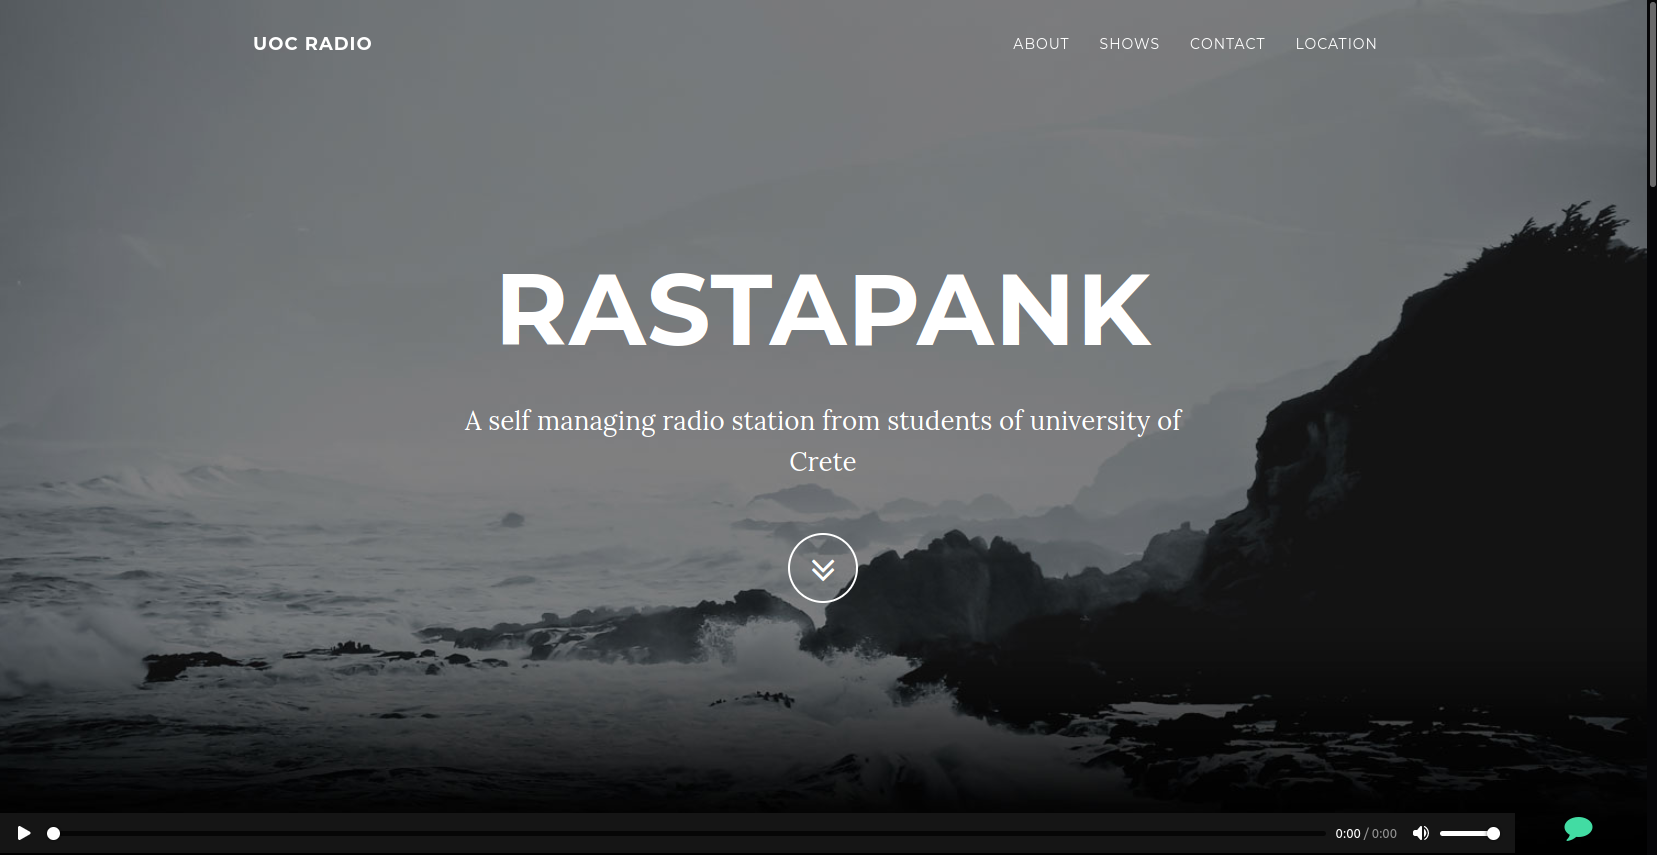 UOC RADIO
ABOUT SHOWS CONTACT LOCATION
RASTAPANK
A self managing radio station from students of university of
Crete
0:00 / 0:00